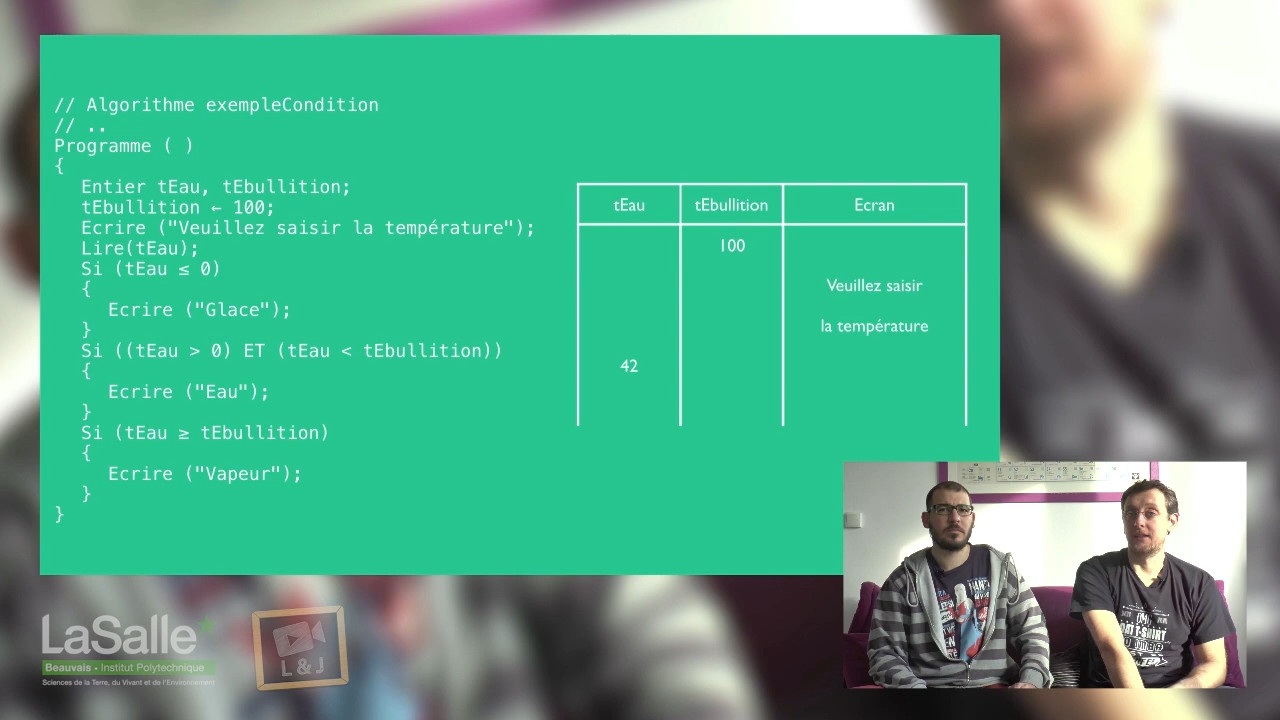 // Algorithme exempleCondition
// ..
Programme ( )
{
Entier tEau, tEbullition;
tEbullition ← 100;
Ecrire ("Veuillez saisir la température");
Lire(tEau);
Si (tEau ≤ 0)
{
Ecrire ("Glace");
}
Si ((tEau > 0) ET (tEau < tEbullition))
{
Ecrire ("Eau");
}
Si (tEau ≥ tEbullition)
{
Ecrire ("Vapeur");
}
}
tEau tEbullition Ecran
100
Veuillez saisir
la température
42
LaSalle
Beauvais • Institut Polytechnique
Sciences de la Terre, du Vivant et de l'Environnement
L & J